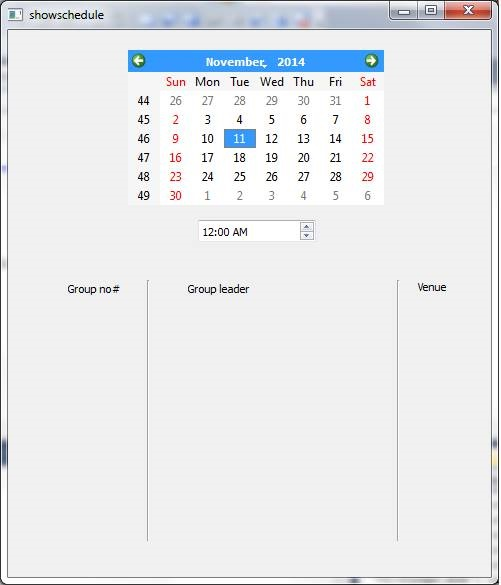 showschedule
November, 2014
Sun Mon Tue Wed Thu Fri Sat
44 26 27 28 29 30 31 1
45 2 3 4 5 6 7 8
46 9 10 11 12 13 14 15
47 16 17 18 19 20 21 22
48 23 24 25 26 27 28 29
49 30 1 2 3 4 5 6
12:00 AM
Group no# Group leader Venue